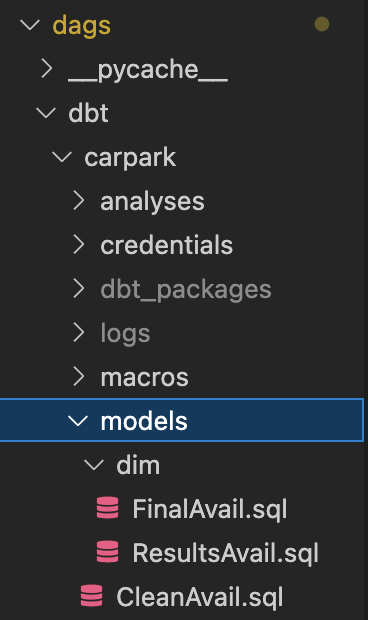 dags
__pycache__
dbt
carpark
analyses
credentials
dbt_packages
logs
macros
models
dim
FinalAvail.sql
ResultsAvail.sql
CleanAvail.sql